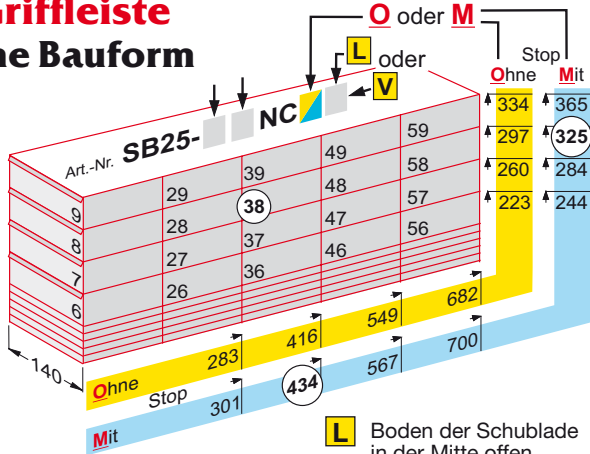 Griffleiste
ne Bauform
O oder M
L oder
V
Stop
Ohne Mit
Art.-Nr. SB25- NC
334 365
297 325
260 284
223 244
9 29 39 49 59
8 28 38 48 58
7 27 37 47 57
6 26 36 46 56
140
Ohne 283 416 549 682
Stop
Mit 301 434 567 700
L Boden der Schublade
in der Mitte offen